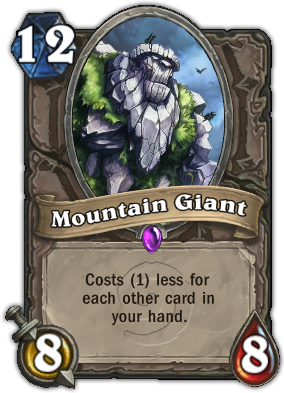 12
Mountain Giant
Costs (1) less for
each other card in
your hand.
8 8